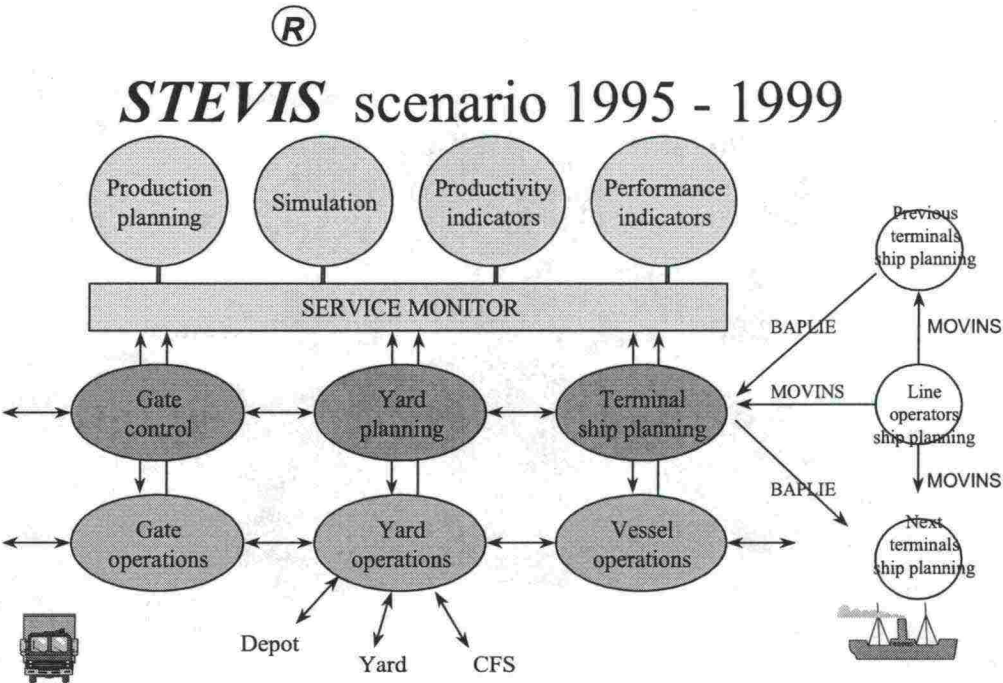 R
STEVIS scenario 1995 - 1999
Production
planning
Simulation
Productivity
indicators
Performance
indicators
Previous
terminals
ship planning
SERVICE MONITOR
BAPLIE
MOVINS
Gate
control
Yard
planning
Terminal
ship planning
MOVINS
Line
operators
ship planning
BAPLIE
MOVINS
Gate
operations
Yard
operations
Vessel
operations
Next
terminals
ship planning
Depot
Yard
CFS